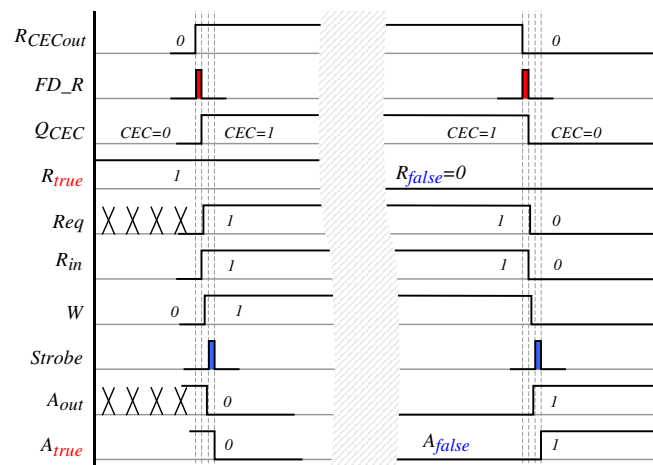 R_CECout 0 0
FD_R
Q_CEC CEC=0 CEC=1 CEC=1 CEC=0
R_true 1 R_false=0
Req 1 1 0
R_in 1 1 0
W 0 1
Strobe
A_out 0 1
A_true 0 A_false 1